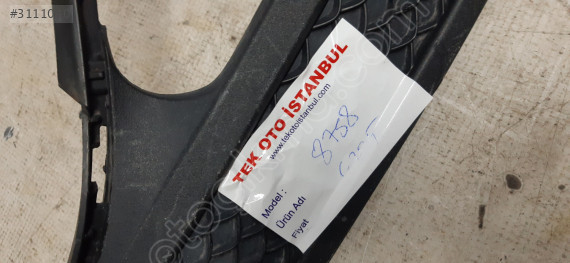 #31110
TEK OTO İSTANBUL
www.tekotoistanbul.com
8758
Model :
Ürün Adı
Fiyat